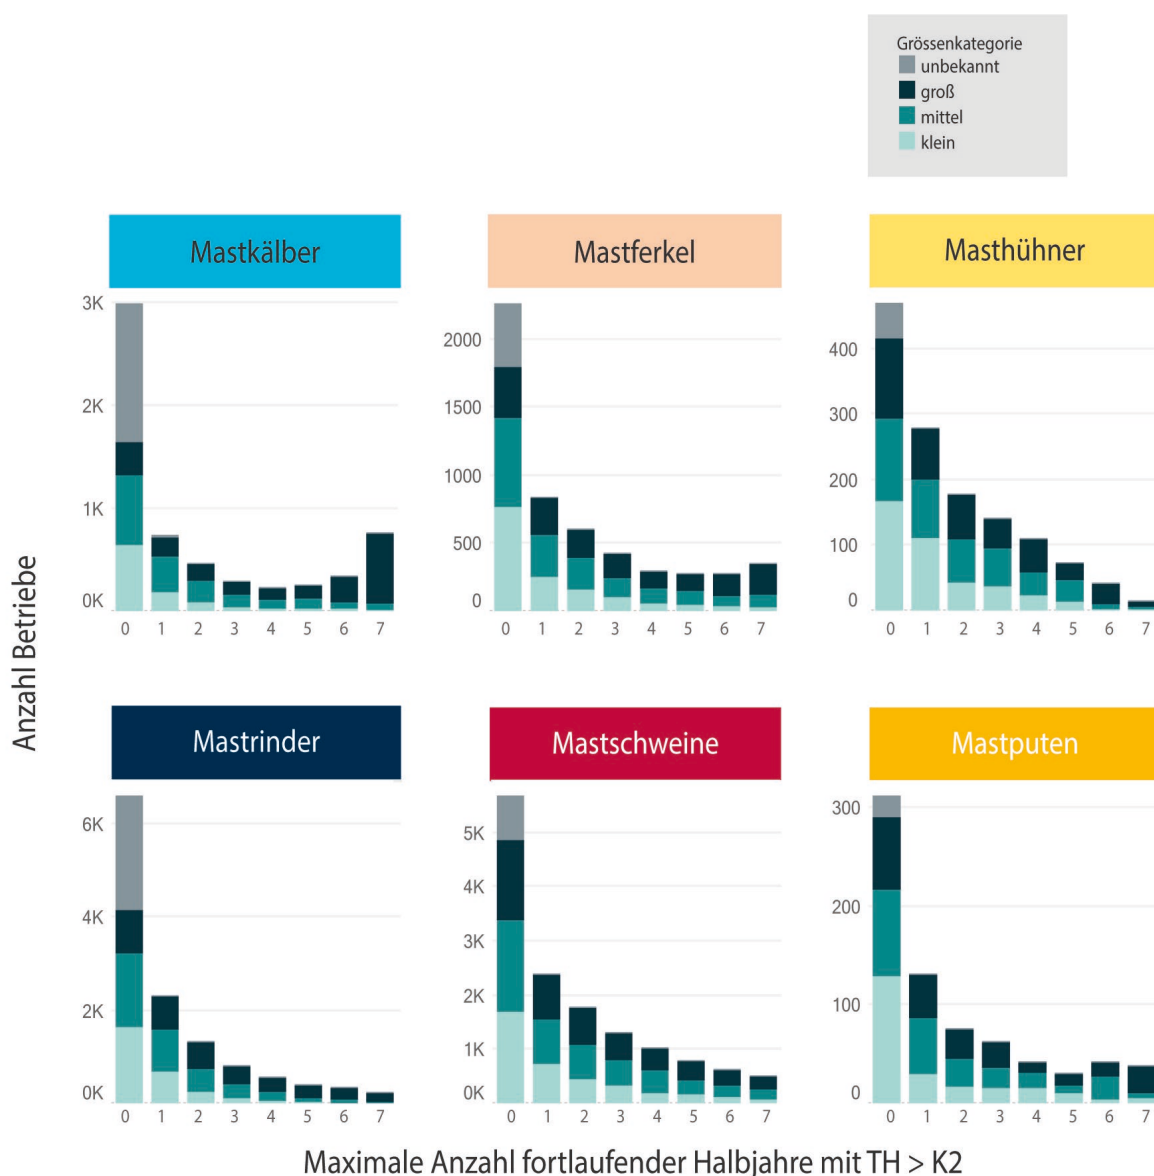 Grössenkategorie
unbekannt
groß
mittel
klein
Anzahl Betriebe
Mastkälber
3K
2K
1K
0K
0 1 2 3 4 5 6 7
Mastferkel
2000
1500
1000
500
0
0 1 2 3 4 5 6 7
Masthühner
400
300
200
100
0
0 1 2 3 4 5 6 7
Mastrinder
6K
4K
2K
0K
0 1 2 3 4 5 6 7
Mastschweine
5K
4K
3K
2K
1K
0K
0 1 2 3 4 5 6 7
Mastputen
300
200
100
0
0 1 2 3 4 5 6 7
Maximale Anzahl fortlaufender Halbjahre mit TH > K2